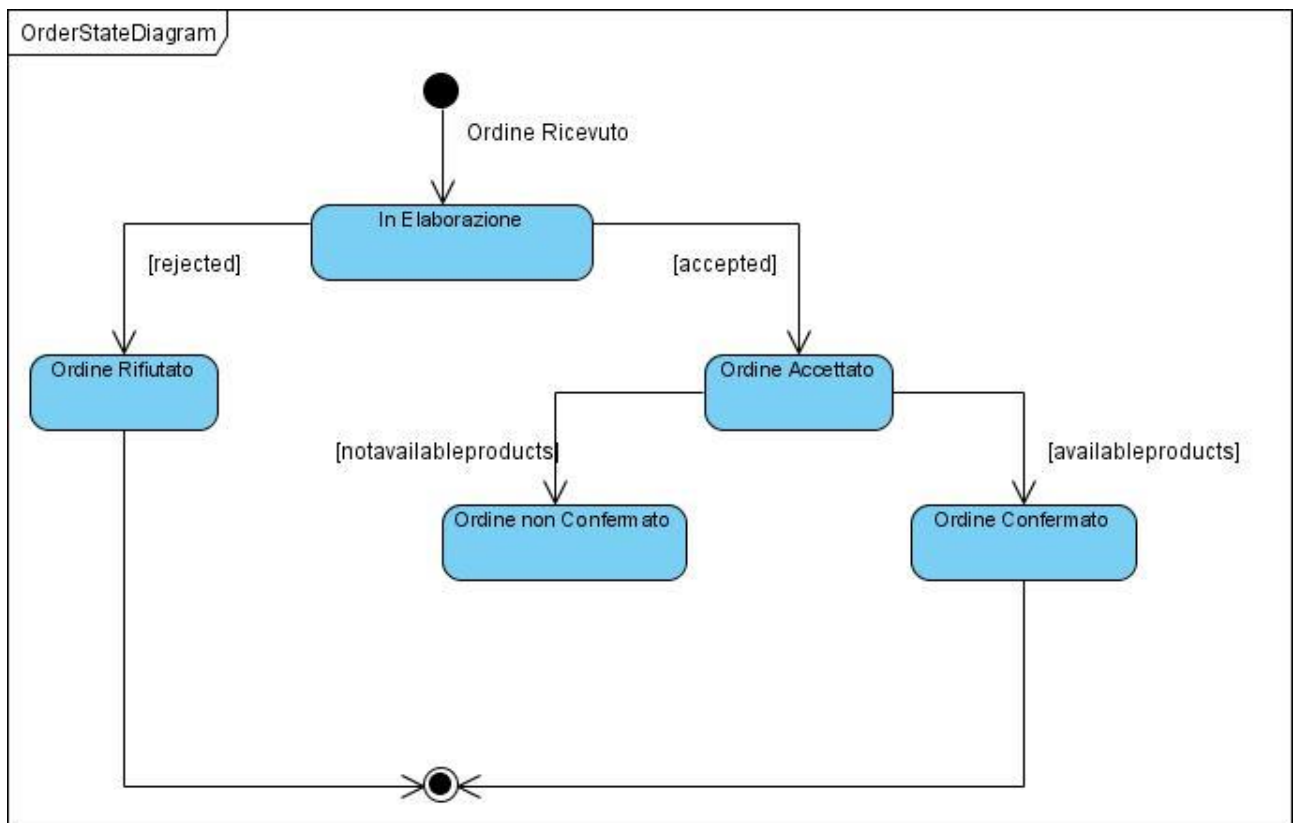 OrderStateDiagram
Ordine Ricevuto
In Elaborazione
[rejected]
[accepted]
Ordine Rifiutato
Ordine Accettato
[notavailableproducts]
[availableproducts]
Ordine non Confermato
Ordine Confermato